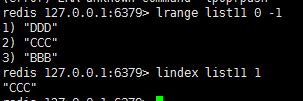 redis 127.0.0.1:6379> lrange list11 0 -1
1) "DDD"
2) "CCC"
3) "BBB"
redis 127.0.0.1:6379> lindex list11 1
"CCC"
redis 127.0.0.1:6379>